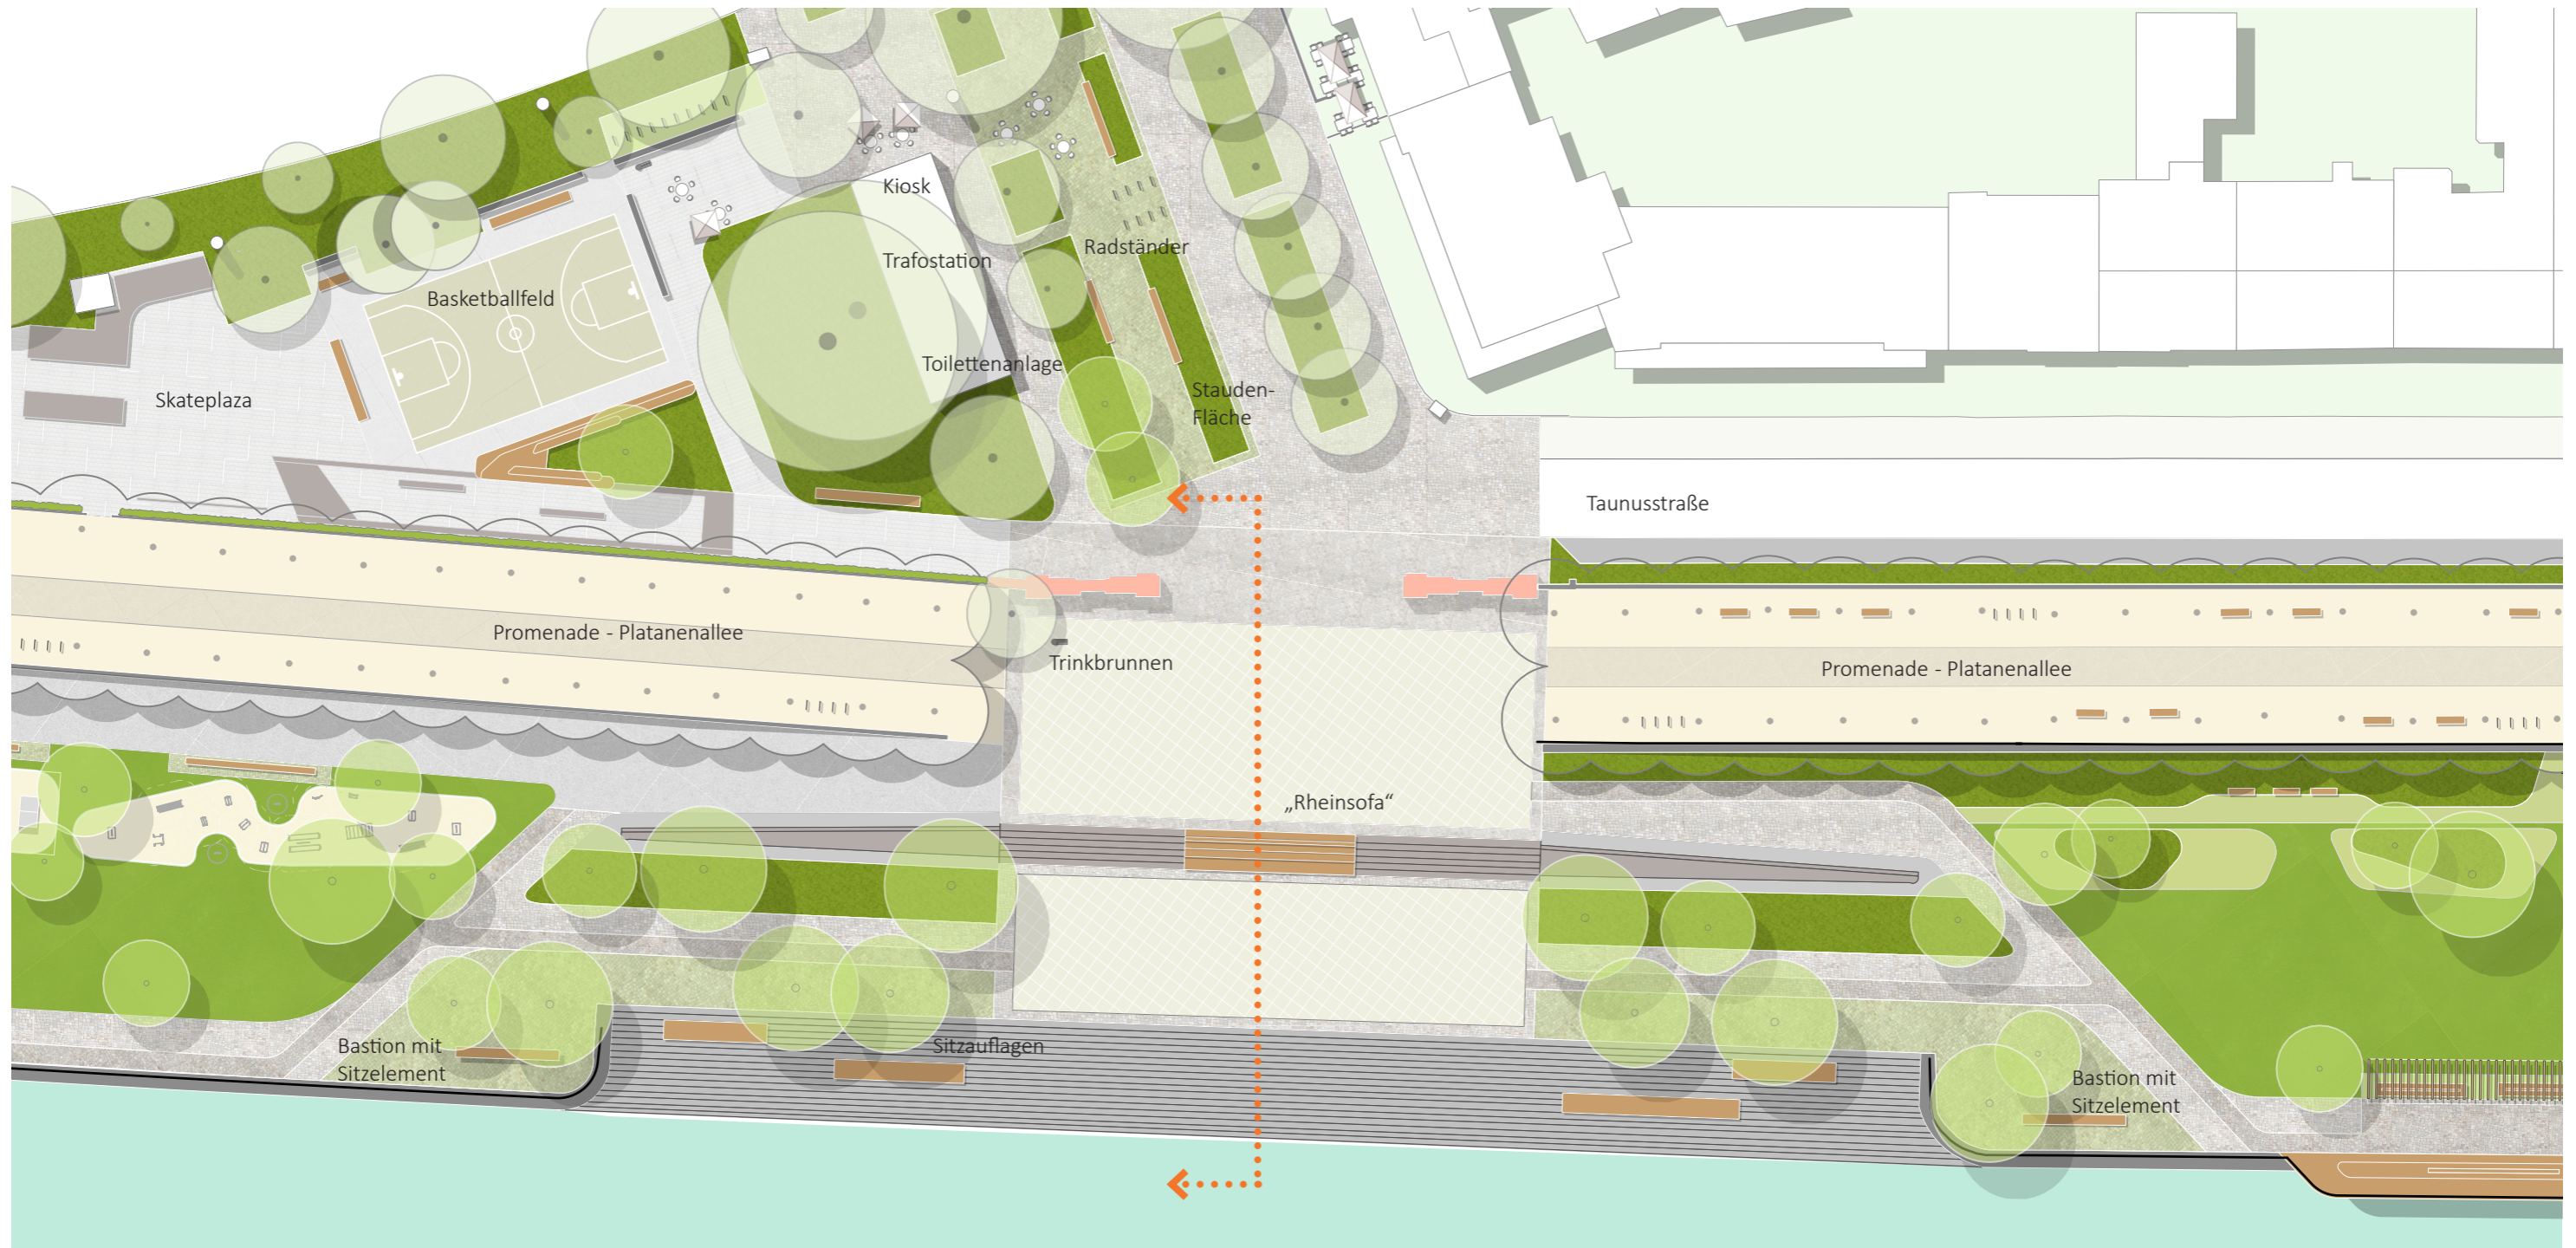 Kiosk
Radständer
Trafostation
Basketballfeld
Toilettenanlage
Skateplaza
Stauden-
Fläche
Taunusstraße
Promenade - Platanenallee
Trinkbrunnen
Promenade - Platanenallee
„Rheinsofa“
Bastion mit
Sitzelement
Sitzauflagen
Bastion mit
Sitzelement